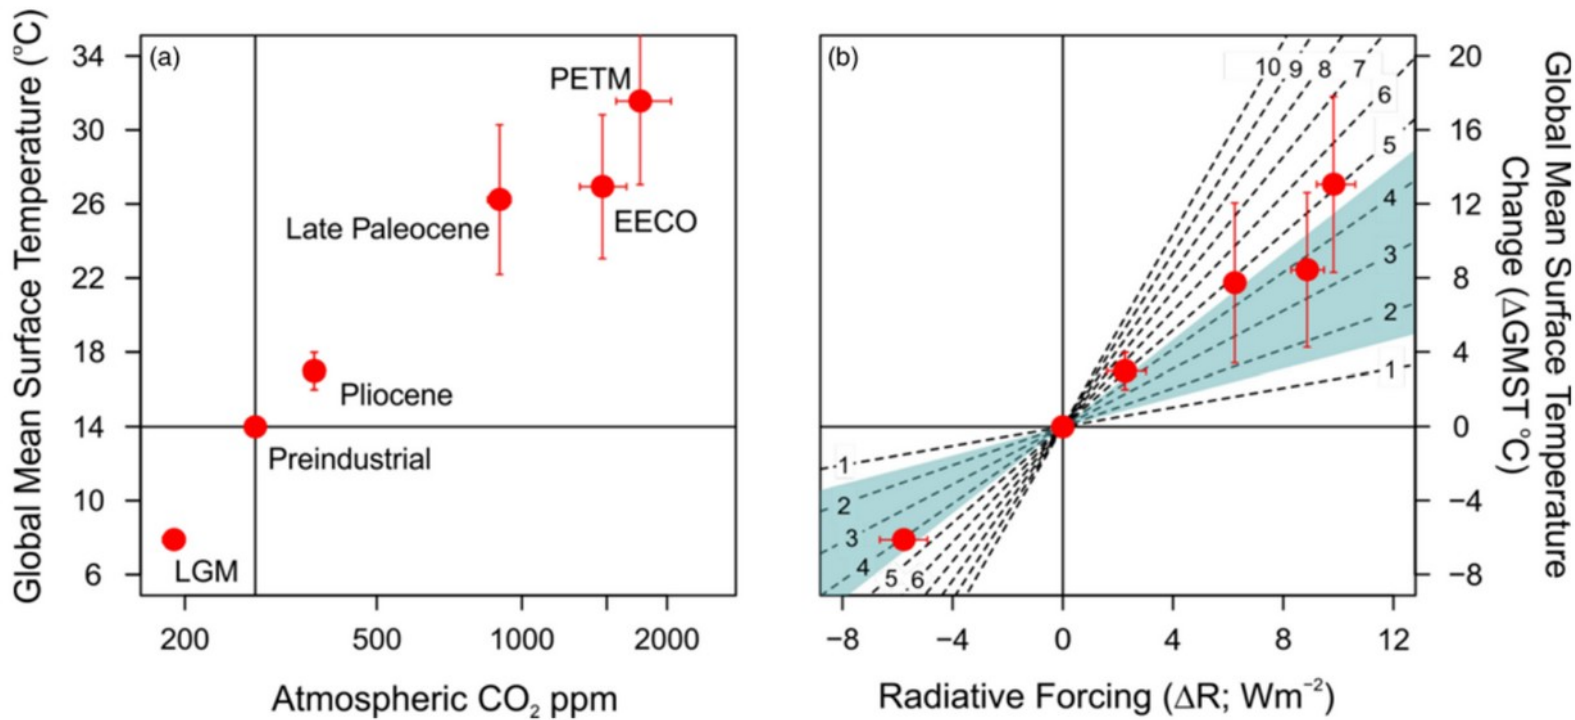 Global Mean Surface Temperature (°C)
34
30
26
22
18
14
10
6
(a)
PETM
Late Paleocene
EECO
Pliocene
Preindustrial
LGM
200
500
1000
2000
Atmospheric CO₂ ppm
(b)
10 9 8 7
6
5
4
3
2
1
1
2
3
4
5 6
−8
−4
0
4
8
12
Radiative Forcing (ΔR; Wm⁻²)
20
16
12
8
4
0
−4
−8
Global Mean Surface Temperature
Change (ΔGMST °C)